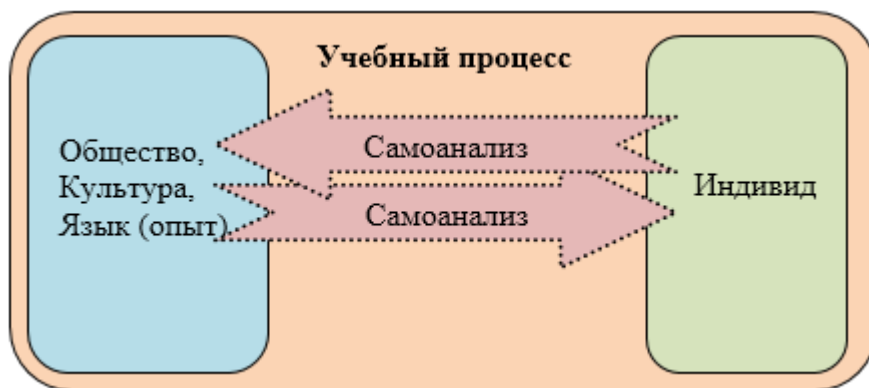 Учебный процесс
Самоанализ
Общество,
Культура,
Язык (опыт)
Самоанализ
Индивид